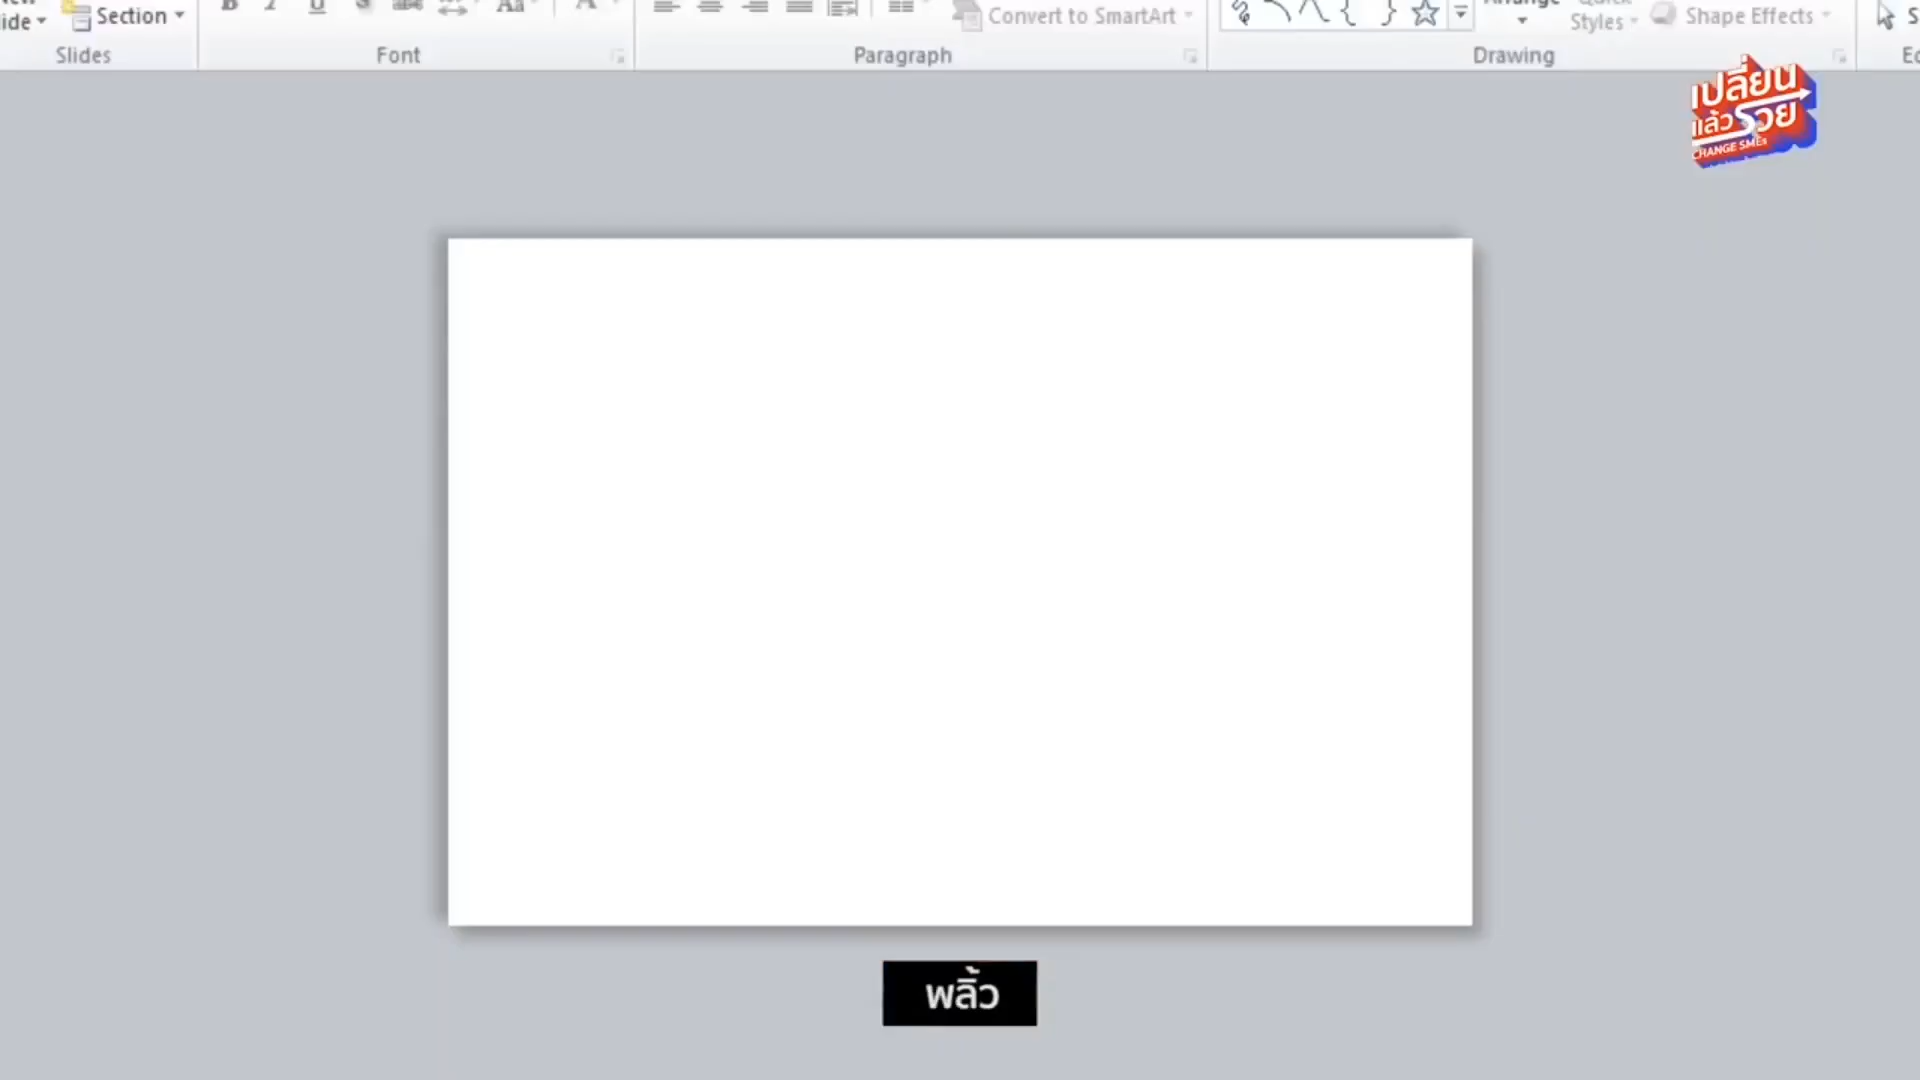 Section
Convert to SmartArt
Styles
Shape Effects
Slides
Font
Paragraph
Drawing
เปลี่ยน
แล้วรวย
CHANGE SMEs
พลิ้ว